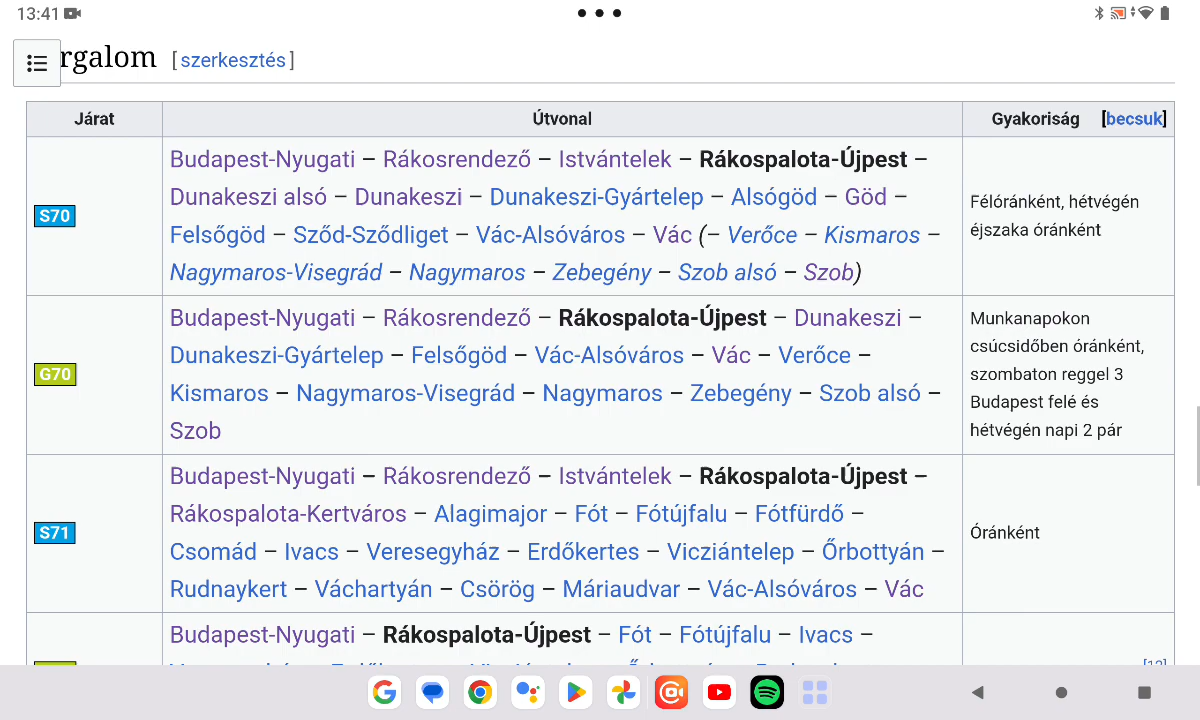 13:41
rgalom [szerkesztés]
Járat Útvonal Gyakoriság [becsuk]
S70
Budapest-Nyugati – Rákosrendező – Istvántelek – Rákospalota-Újpest –
Dunakeszi alsó – Dunakeszi – Dunakeszi-Gyártelep – Alsógöd – Göd –
Felsőgöd – Sződ-Sződliget – Vác-Alsóváros – Vác (– Verőce – Kismaros –
Nagymaros-Visegrád – Nagymaros – Zebegény – Szob alsó – Szob)
Félóránként, hétvégén
éjszaka óránként
G70
Budapest-Nyugati – Rákosrendező – Rákospalota-Újpest – Dunakeszi –
Dunakeszi-Gyártelep – Felsőgöd – Vác-Alsóváros – Vác – Verőce –
Kismaros – Nagymaros-Visegrád – Nagymaros – Zebegény – Szob alsó –
Szob
Munkanapokon
csúcsidőben óránként,
szombaton reggel 3
Budapest felé és
hétvégén napi 2 pár
S71
Budapest-Nyugati – Rákosrendező – Istvántelek – Rákospalota-Újpest –
Rákospalota-Kertváros – Alagimajor – Fót – Fótújfalu – Fótfürdő –
Csomád – Ivacs – Veresegyház – Erdőkertes – Vicziántelep – Őrbottyán –
Rudnaykert – Váchartyán – Csörög – Máriaudvar – Vác-Alsóváros – Vác
Óránként
Budapest-Nyugati – Rákospalota-Újpest – Fót – Fótújfalu – Ivacs –